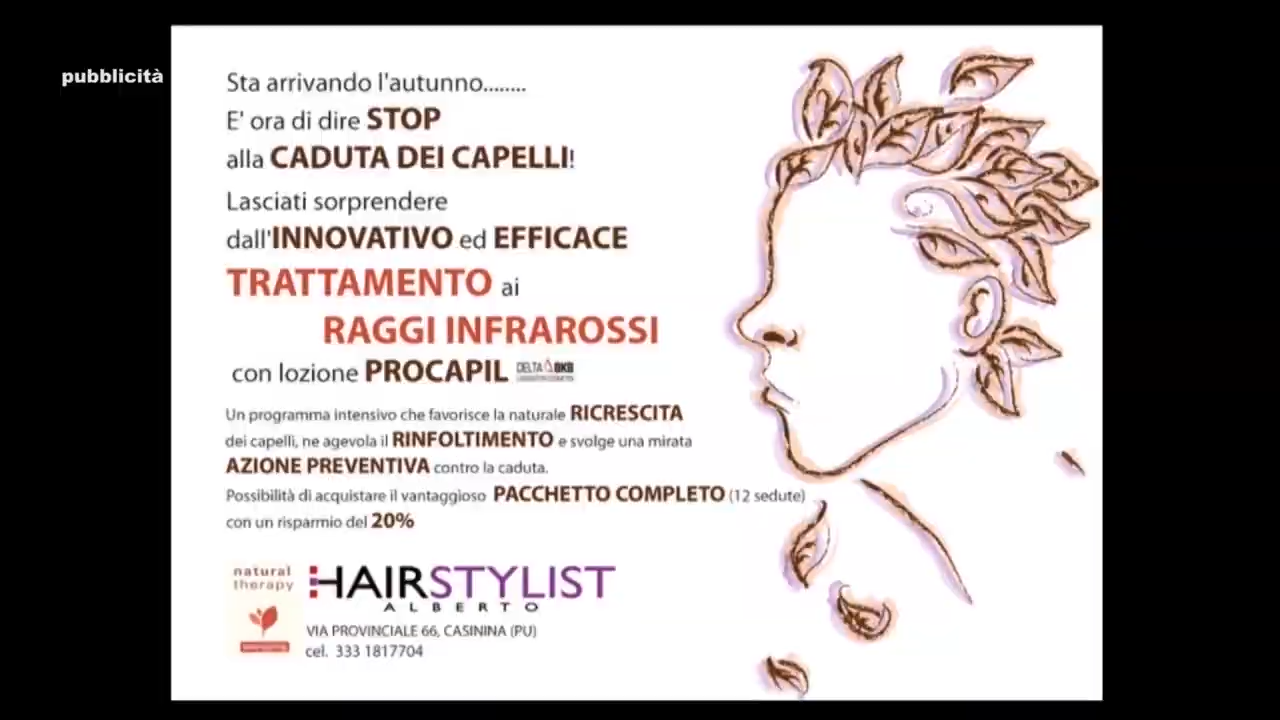 pubblicità
Sta arrivando l'autunno........
E' ora di dire STOP
alla CADUTA DEI CAPELLI!
Lasciati sorprendere
dall'INNOVATIVO ed EFFICACE
TRATTAMENTO ai
RAGGI INFRAROSSI
con lozione PROCAPIL DELTA BKB
Un programma intensivo che favorisce la naturale RICRESCITA
dei capelli, ne agevola il RINFOLTIMENTO e svolge una mirata
AZIONE PREVENTIVA contro la caduta.
Possibilità di acquistare il vantaggioso PACCHETTO COMPLETO (12 sedute)
con un risparmio del 20%
natural
therapy
HAIRSTYLIST
ALBERTO
VIA PROVINCIALE 66, CASININA (PU)
cel. 333 1817704